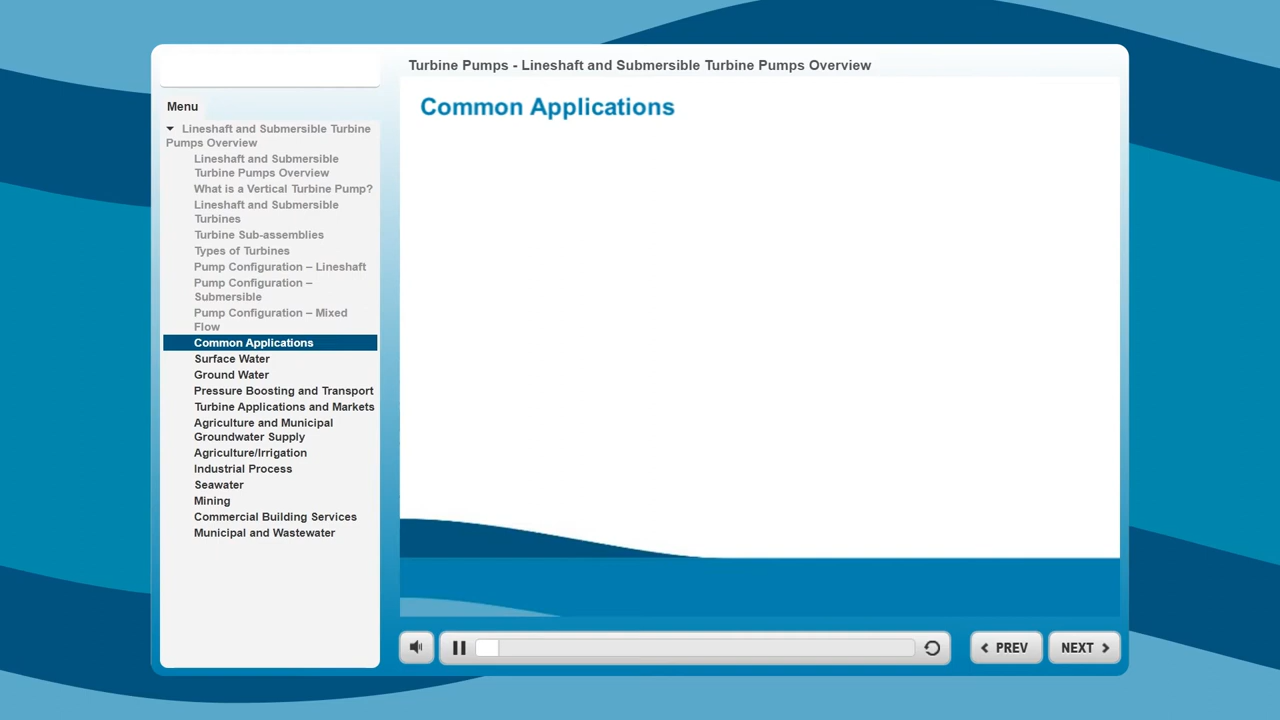 Turbine Pumps - Lineshaft and Submersible Turbine Pumps Overview
Menu
Lineshaft and Submersible Turbine
Pumps Overview
Lineshaft and Submersible
Turbine Pumps Overview
What is a Vertical Turbine Pump?
Lineshaft and Submersible
Turbines
Turbine Sub-assemblies
Types of Turbines
Pump Configuration – Lineshaft
Pump Configuration –
Submersible
Pump Configuration – Mixed
Flow
Common Applications
Surface Water
Ground Water
Pressure Boosting and Transport
Turbine Applications and Markets
Agriculture and Municipal
Groundwater Supply
Agriculture/Irrigation
Industrial Process
Seawater
Mining
Commercial Building Services
Municipal and Wastewater
Common Applications
PREV
NEXT